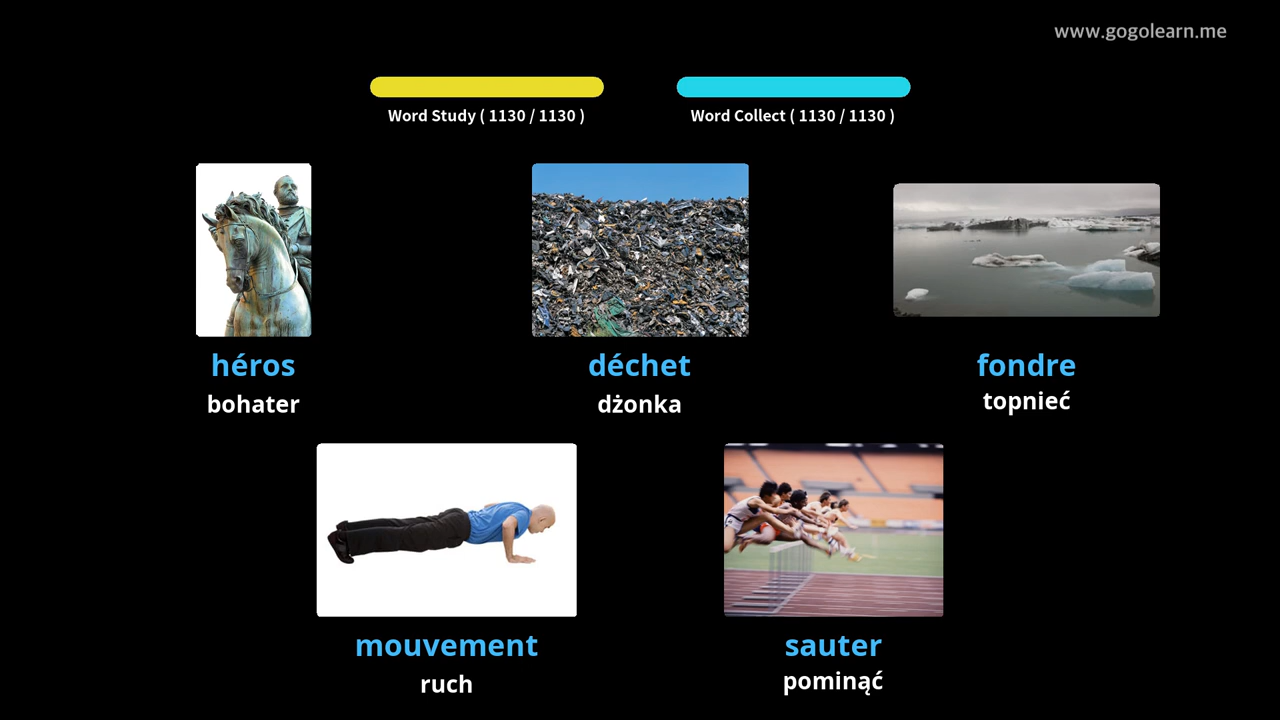 www.gogolearn.me
Word Study ( 1130 / 1130 )
Word Collect ( 1130 / 1130 )
héros
bohater
déchet
dżonka
fondre
topnieć
mouvement
ruch
sauter
pominąć